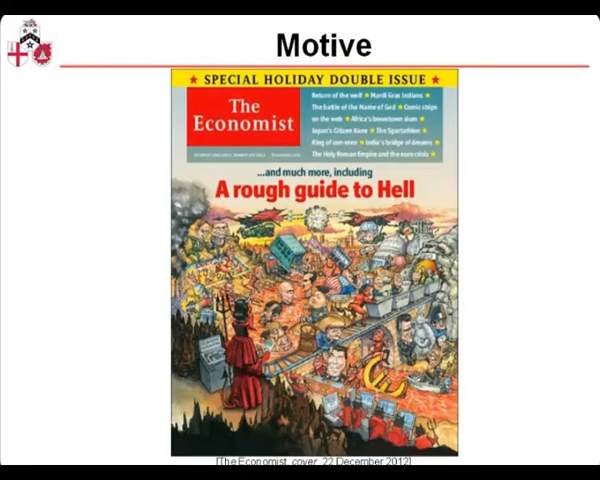 Motive
★ SPECIAL HOLIDAY DOUBLE ISSUE ★
The
Economist
Return of the wolf ★ Mardi Gras Indians ★
The battle of the Name of God ★ Comic strips
on the web ★ Africa's boomtown slum ★
Japan's Citizen Kane ★ The Spartathlon ★
King of con-men ★ India's bridge of dreams ★
The Holy Roman Empire and the euro crisis ★
...and much more, including
A rough guide to Hell
[The Economist, cover, 22 December 2012]